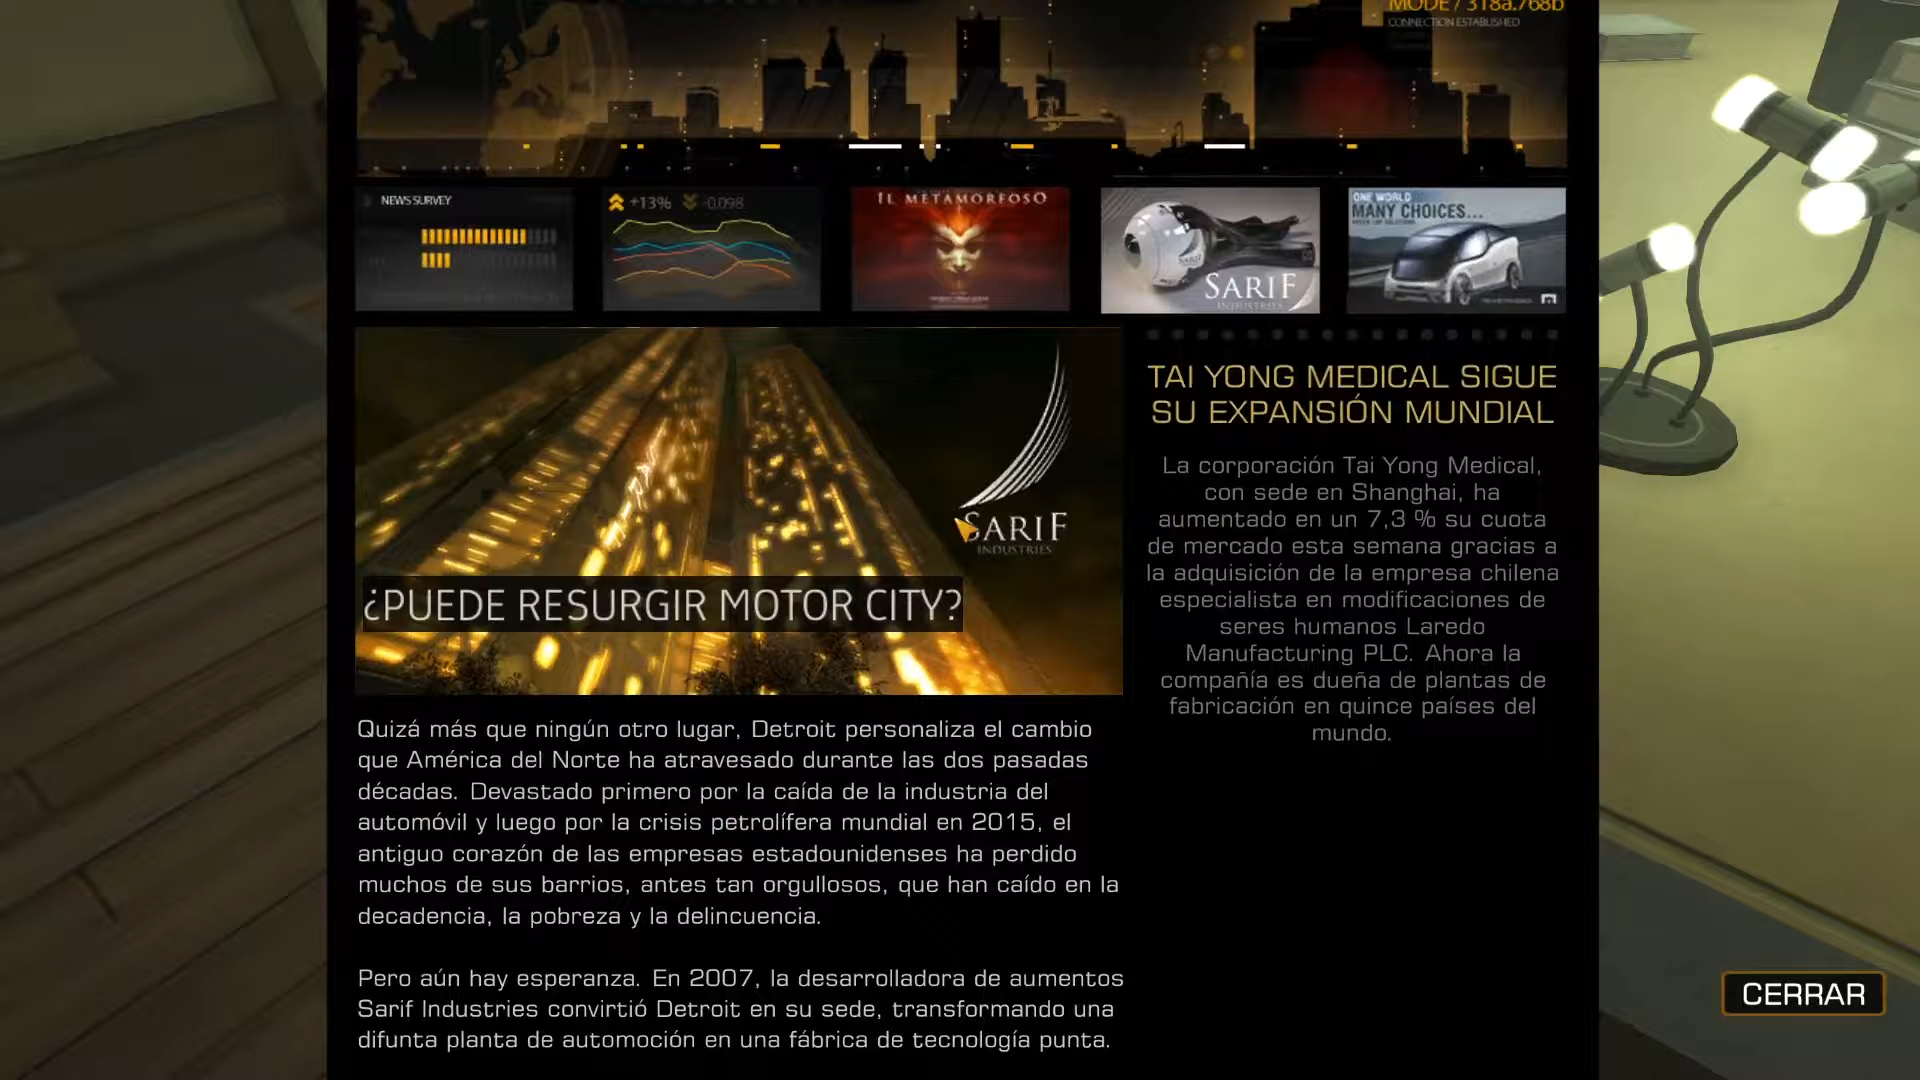 MODE / 318a.768b
CONNECTION ESTABLISHED
NEWS SURVEY
+13% -0.098
IL METAMORFOSO
SARIF
INDUSTRIES
ONE WORLD
MANY CHOICES...
¿PUEDE RESURGIR MOTOR CITY?
SARIF
INDUSTRIES
Quizá más que ningún otro lugar, Detroit personaliza el cambio
que América del Norte ha atravesado durante las dos pasadas
décadas. Devastado primero por la caída de la industria del
automóvil y luego por la crisis petrolífera mundial en 2015, el
antiguo corazón de las empresas estadounidenses ha perdido
muchos de sus barrios, antes tan orgullosos, que han caído en la
decadencia, la pobreza y la delincuencia.
Pero aún hay esperanza. En 2007, la desarrolladora de aumentos
Sarif Industries convirtió Detroit en su sede, transformando una
difunta planta de automoción en una fábrica de tecnología punta.
TAI YONG MEDICAL SIGUE
SU EXPANSIÓN MUNDIAL
La corporación Tai Yong Medical,
con sede en Shanghai, ha
aumentado en un 7,3 % su cuota
de mercado esta semana gracias a
la adquisición de la empresa chilena
especialista en modificaciones de
seres humanos Laredo
Manufacturing PLC. Ahora la
compañía es dueña de plantas de
fabricación en quince países del
mundo.
CERRAR